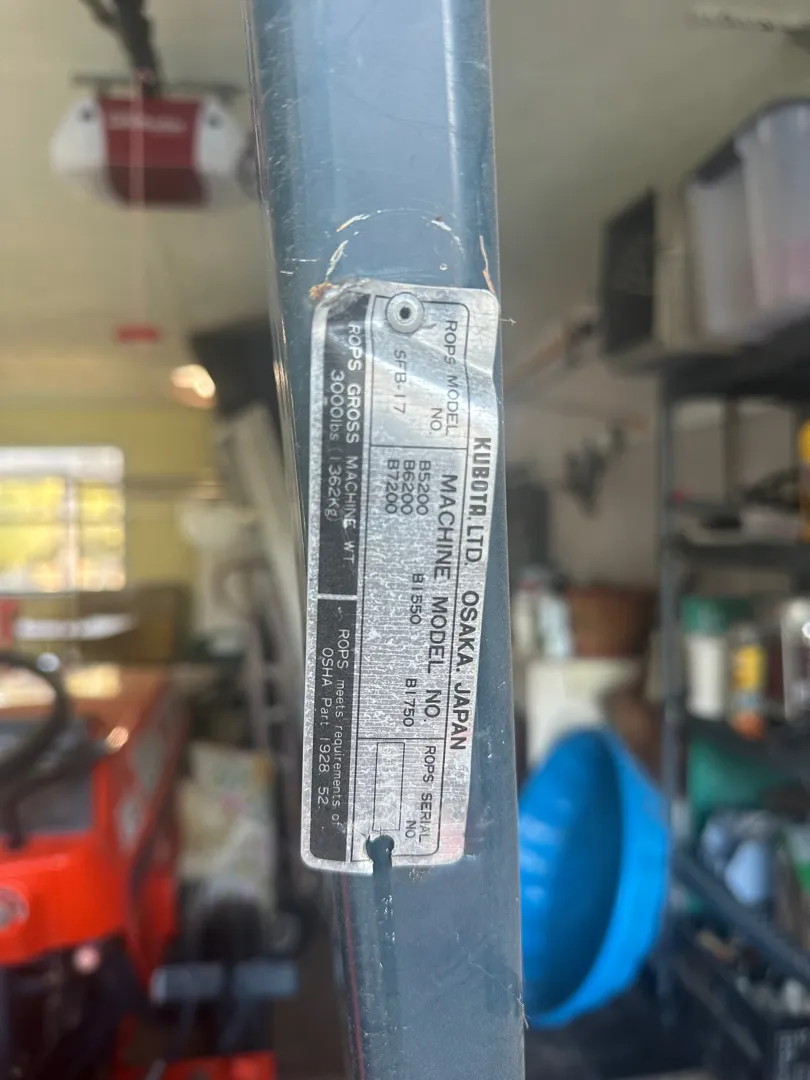 KUBOTA, LTD. OSAKA. JAPAN
ROPS MODEL NO.
SFB-17
MACHINE MODEL NO.
B5200
B6200 B1550 B1750
B7200
ROPS SERIAL NO.
ROPS GROSS MACHINE WT
3000lbs (1362kg)
ROPS meets requirements of
OSHA Part 1928. 52.